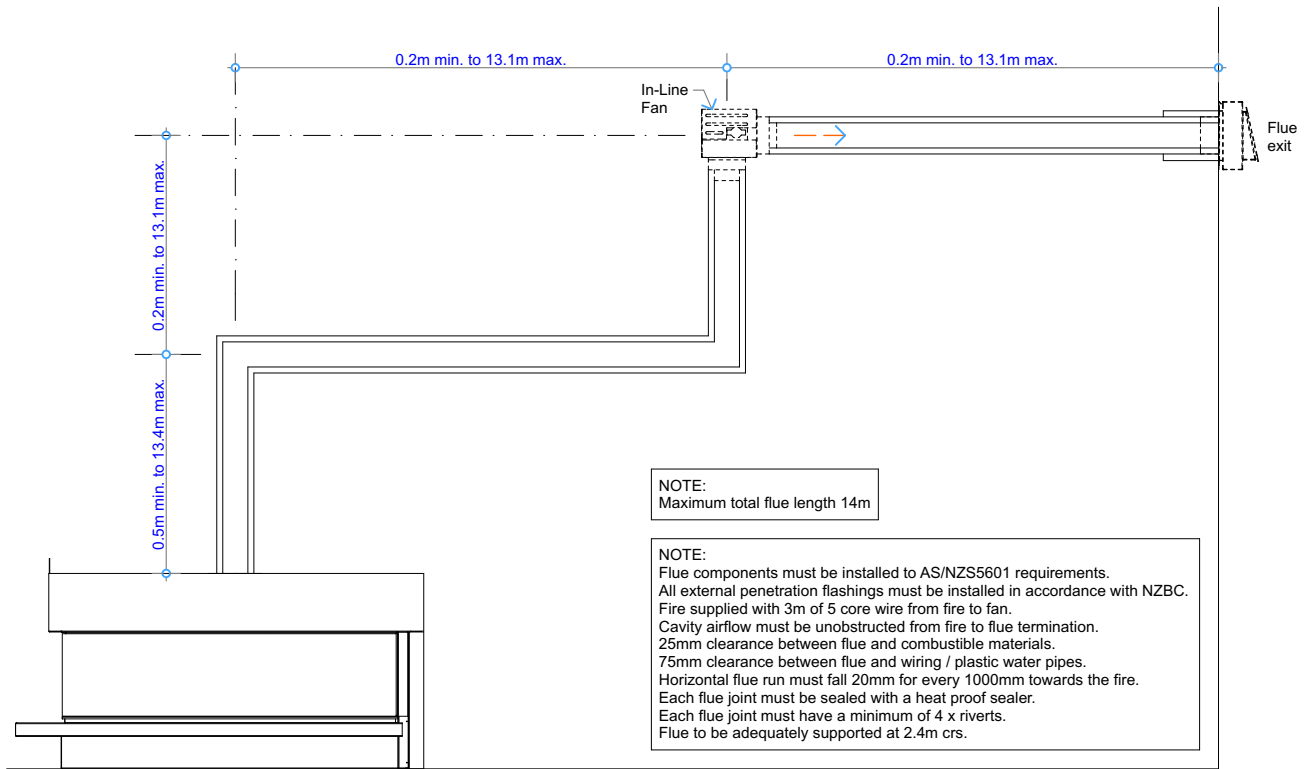 0.2m min. to 13.1m max.
0.2m min. to 13.1m max.
In-Line
Fan
Flue
exit
0.2m min. to 13.1m max.
0.5m min. to 13.4m max.
NOTE:
Maximum total flue length 14m
NOTE:
Flue components must be installed to AS/NZS5601 requirements.
All external penetration flashings must be installed in accordance with NZBC.
Fire supplied with 3m of 5 core wire from fire to fan.
Cavity airflow must be unobstructed from fire to flue termination.
25mm clearance between flue and combustible materials.
75mm clearance between flue and wiring / plastic water pipes.
Horizontal flue run must fall 20mm for every 1000mm towards the fire.
Each flue joint must be sealed with a heat proof sealer.
Each flue joint must have a minimum of 4 x riverts.
Flue to be adequately supported at 2.4m crs.